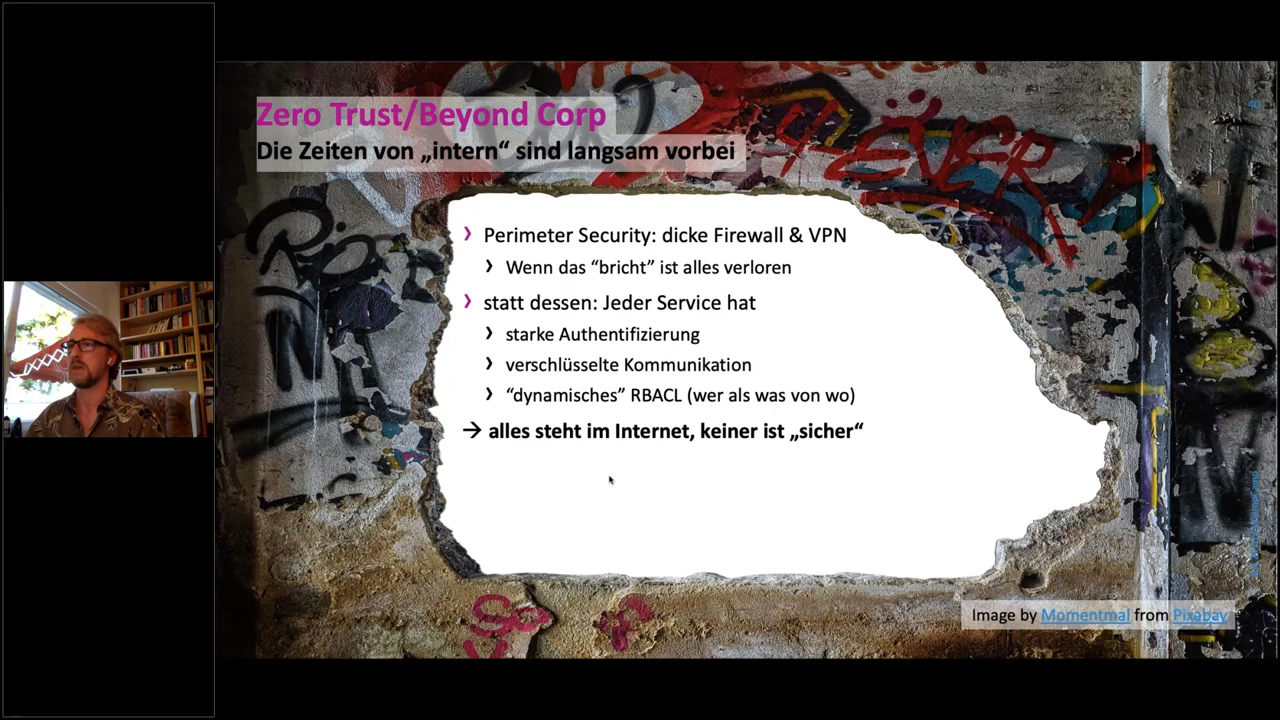 Zero Trust/Beyond Corp
Die Zeiten von „intern“ sind langsam vorbei
40
› Perimeter Security: dicke Firewall & VPN
› Wenn das “bricht” ist alles verloren
› statt dessen: Jeder Service hat
› starke Authentifizierung
› verschlüsselte Kommunikation
› “dynamisches” RBACL (wer als was von wo)
→ alles steht im Internet, keiner ist „sicher“
Image by Momentmal from Pixabay